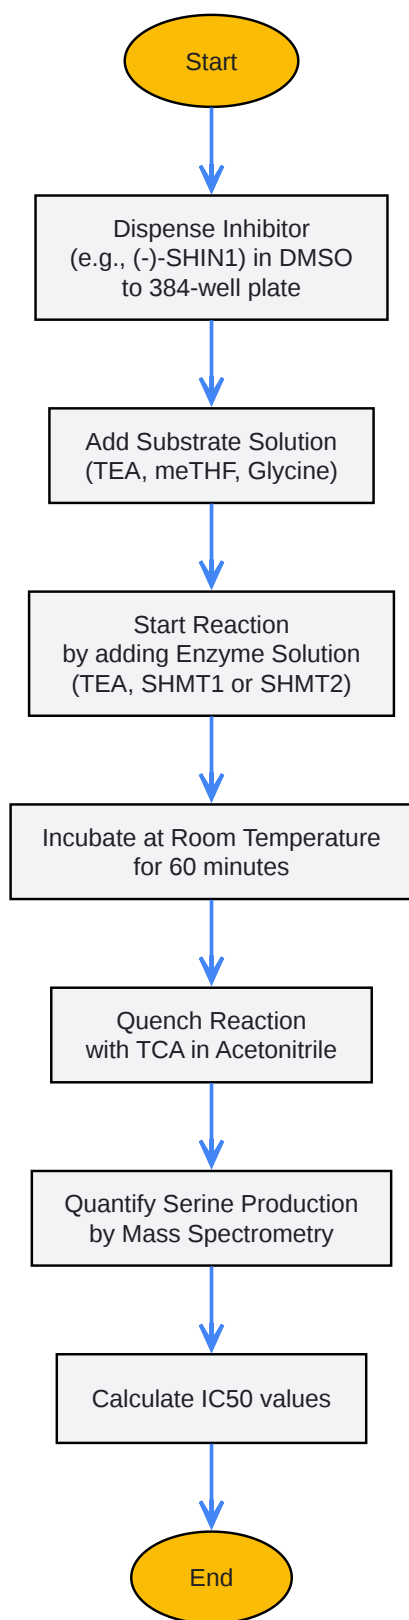 Start
Dispense Inhibitor
(e.g., (-)-SHIN1) in DMSO
to 384-well plate
Add Substrate Solution
(TEA, meTHF, Glycine)
Start Reaction
by adding Enzyme Solution
(TEA, SHMT1 or SHMT2)
Incubate at Room Temperature
for 60 minutes
Quench Reaction
with TCA in Acetonitrile
Quantify Serine Production
by Mass Spectrometry
Calculate IC50 values
End